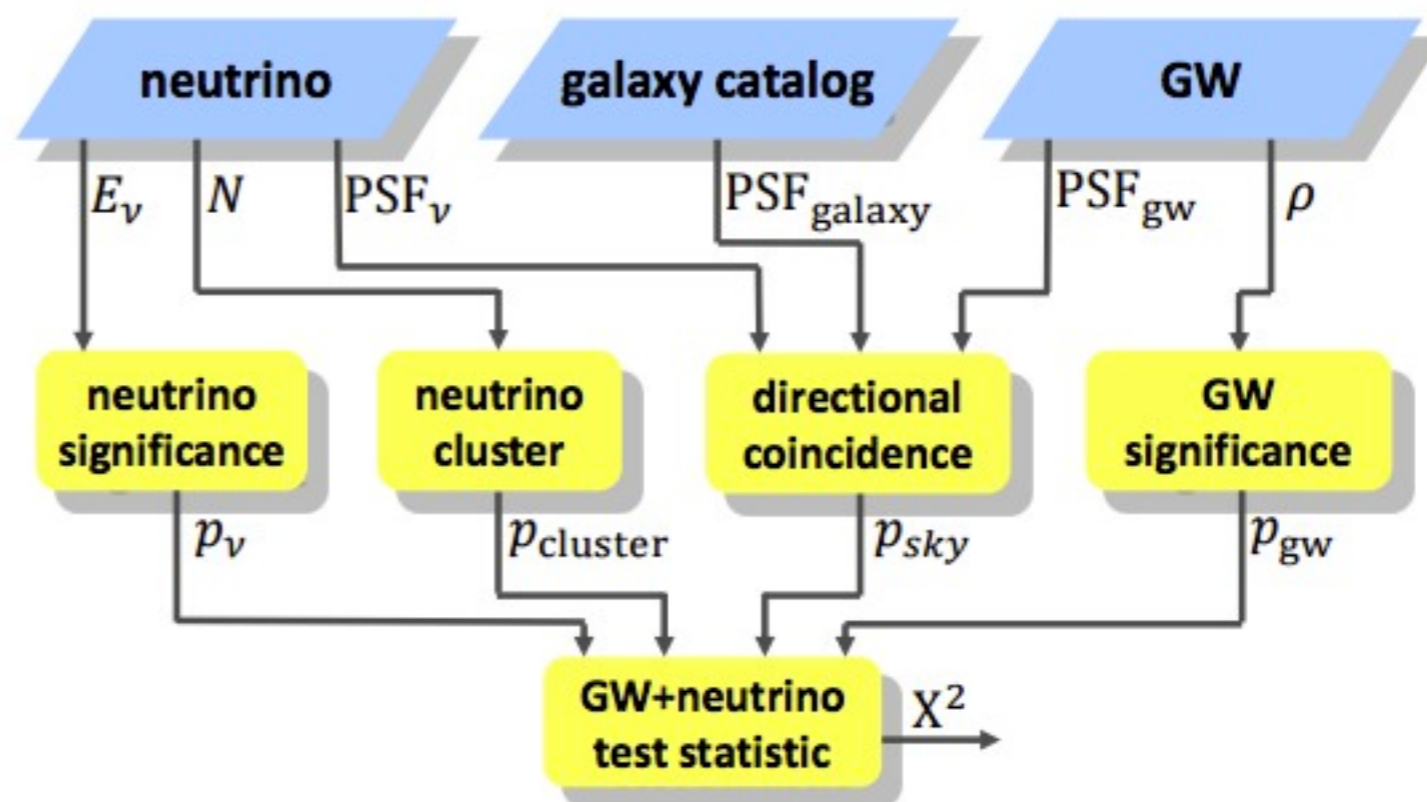 neutrino
galaxy catalog
GW
E_ν
N
PSF_ν
PSF_galaxy
PSF_gw
ρ
neutrino
significance
neutrino
cluster
directional
coincidence
GW
significance
p_ν
p_cluster
p_sky
p_gw
GW+neutrino
test statistic
X²